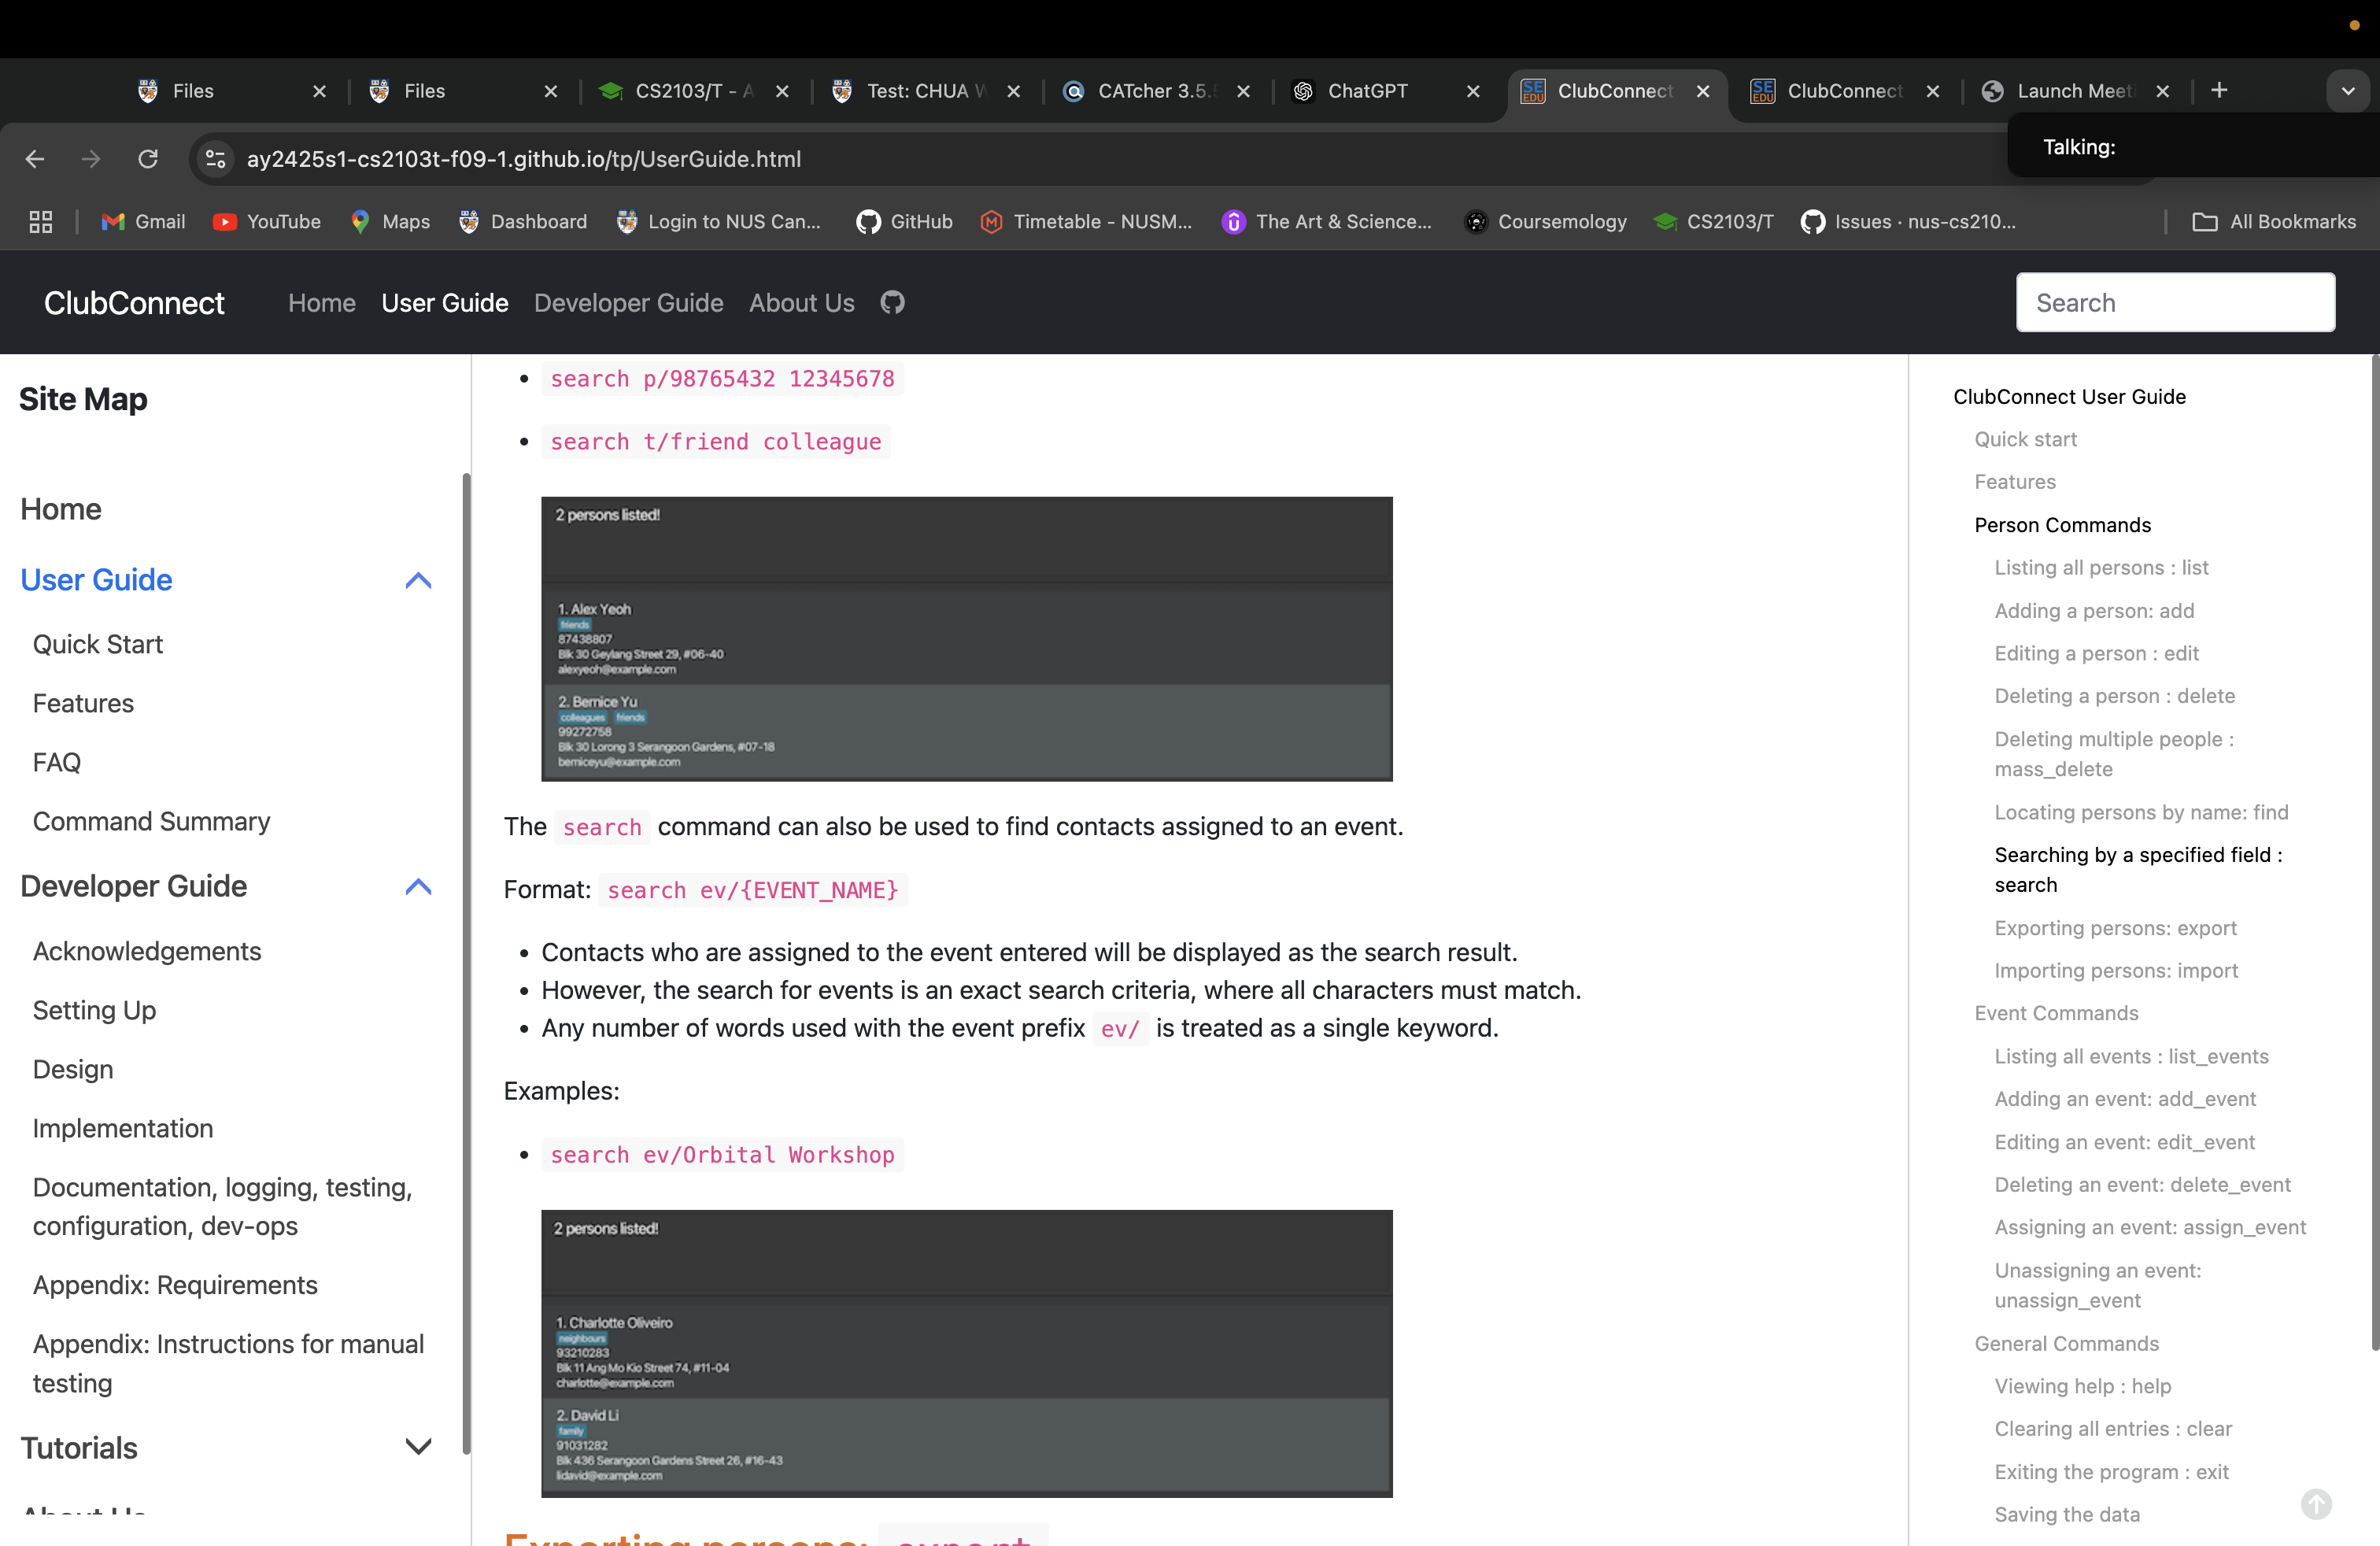 Files
Files
CS2103/T - A
Test: CHUA W
CATcher 3.5.
ChatGPT
ClubConnect
ClubConnect
Launch Meeti
Talking:
ay2425s1-cs2103t-f09-1.github.io/tp/UserGuide.html
Gmail
YouTube
Maps
Dashboard
Login to NUS Can...
GitHub
Timetable - NUSM...
The Art & Science...
Coursemology
CS2103/T
Issues · nus-cs210...
All Bookmarks
ClubConnect
Home
User Guide
Developer Guide
About Us
Search
Site Map
Home
User Guide
Quick Start
Features
FAQ
Command Summary
Developer Guide
Acknowledgements
Setting Up
Design
Implementation
Documentation, logging, testing,
configuration, dev-ops
Appendix: Requirements
Appendix: Instructions for manual
testing
Tutorials
About Us
search p/98765432 12345678
search t/friend colleague
2 persons listed!
1. Alex Yeoh
friends
87438807
Blk 30 Geylang Street 29, #06-40
alexyeoh@example.com
2. Bernice Yu
colleagues friends
99272758
Blk 30 Lorong 3 Serangoon Gardens, #07-18
berniceyu@example.com
The search command can also be used to find contacts assigned to an event.
Format: search ev/{EVENT_NAME}
Contacts who are assigned to the event entered will be displayed as the search result.
However, the search for events is an exact search criteria, where all characters must match.
Any number of words used with the event prefix ev/ is treated as a single keyword.
Examples:
search ev/Orbital Workshop
2 persons listed!
1. Charlotte Oliveiro
neighbours
93210283
Blk 11 Ang Mo Kio Street 74, #11-04
charlotte@example.com
2. David Li
family
91031282
Blk 436 Serangoon Gardens Street 26, #16-43
lidavid@example.com
Exporting persons: export
ClubConnect User Guide
Quick start
Features
Person Commands
Listing all persons : list
Adding a person: add
Editing a person : edit
Deleting a person : delete
Deleting multiple people :
mass_delete
Locating persons by name: find
Searching by a specified field :
search
Exporting persons: export
Importing persons: import
Event Commands
Listing all events : list_events
Adding an event: add_event
Editing an event: edit_event
Deleting an event: delete_event
Assigning an event: assign_event
Unassigning an event:
unassign_event
General Commands
Viewing help : help
Clearing all entries : clear
Exiting the program : exit
Saving the data